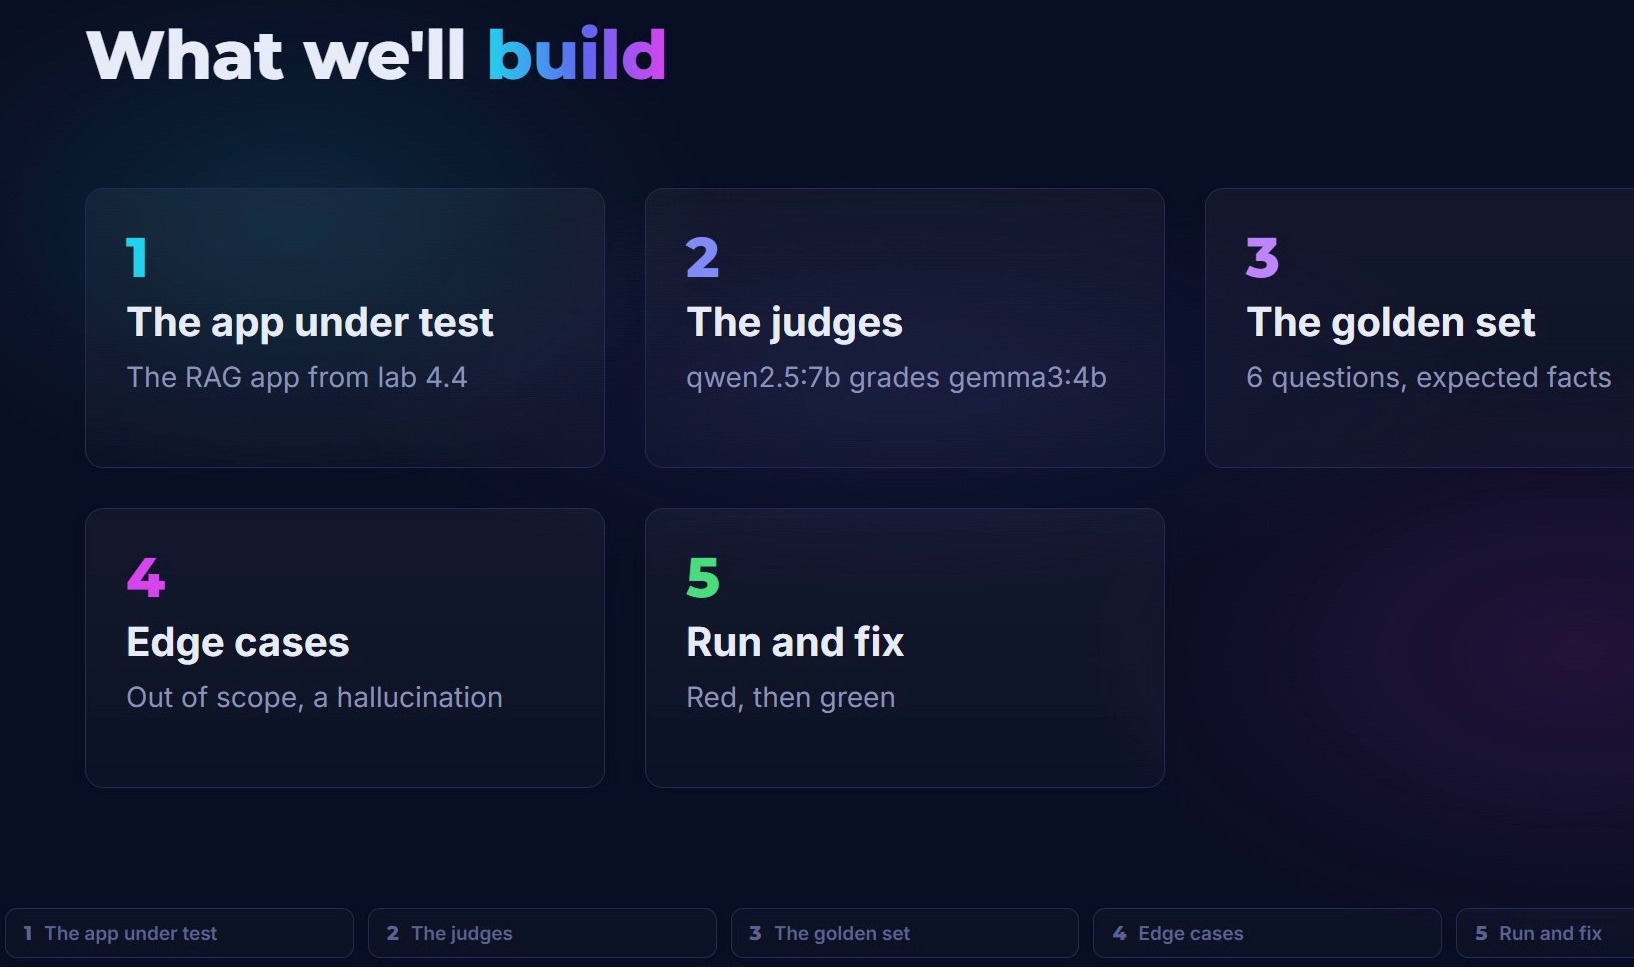 What we'll build
1
The app under test
The RAG app from lab 4.4
2
The judges
qwen2.5:7b grades gemma3:4b
3
The golden set
6 questions, expected facts
4
Edge cases
Out of scope, a hallucination
5
Run and fix
Red, then green
1 The app under test
2 The judges
3 The golden set
4 Edge cases
5 Run and fix